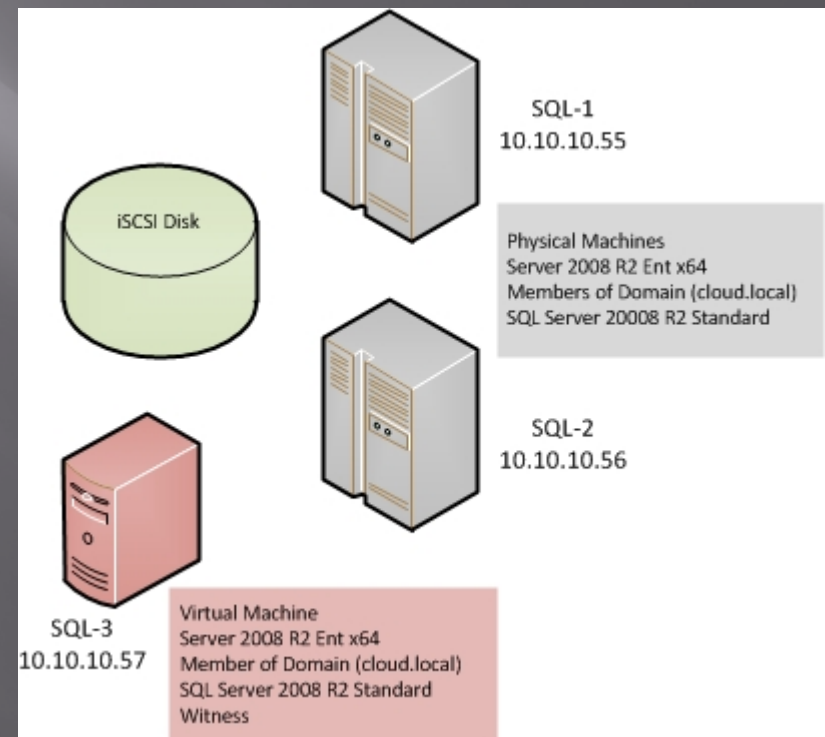 SQL-1
10.10.10.55
iSCSI Disk
Physical Machines
Server 2008 R2 Ent x64
Members of Domain (cloud.local)
SQL Server 20008 R2 Standard
SQL-2
10.10.10.56
SQL-3
10.10.10.57
Virtual Machine
Server 2008 R2 Ent x64
Member of Domain (cloud.local)
SQL Server 2008 R2 Standard
Witness